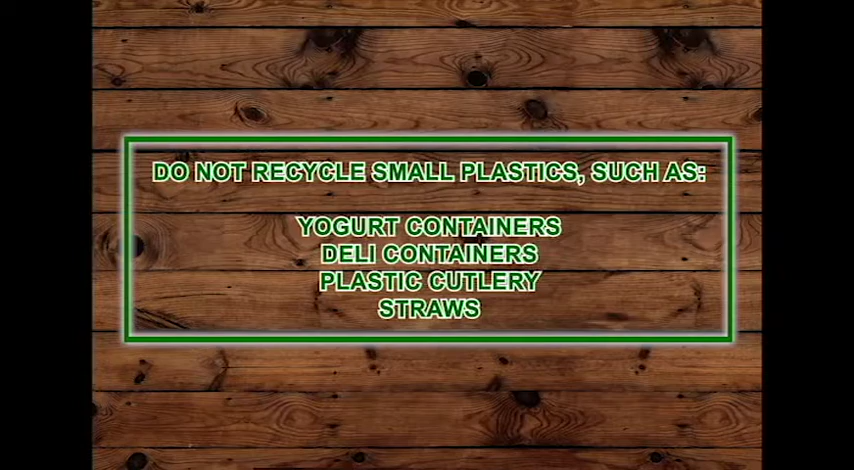 DO NOT RECYCLE SMALL PLASTICS, SUCH AS:
YOGURT CONTAINERS
DELI CONTAINERS
PLASTIC CUTLERY
STRAWS